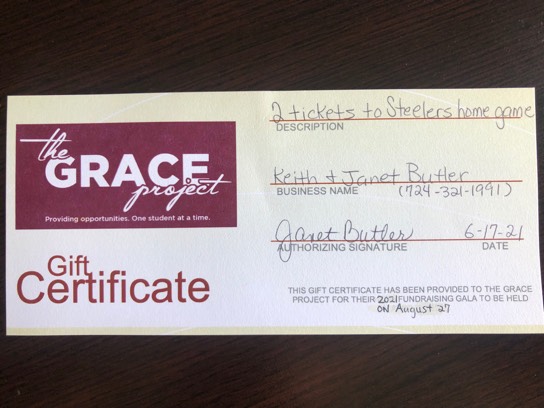 the
GRACE
project
Providing opportunities. One student at a time.
Gift
Certificate
2 tickets to Steelers home game
DESCRIPTION
Keith + Janet Butler
BUSINESS NAME (724-321-1991)
Janet Butler 6-17-21
AUTHORIZING SIGNATURE DATE
THIS GIFT CERTIFICATE HAS BEEN PROVIDED TO THE GRACE
PROJECT FOR THEIR 2021 FUNDRAISING GALA TO BE HELD
ON August 27